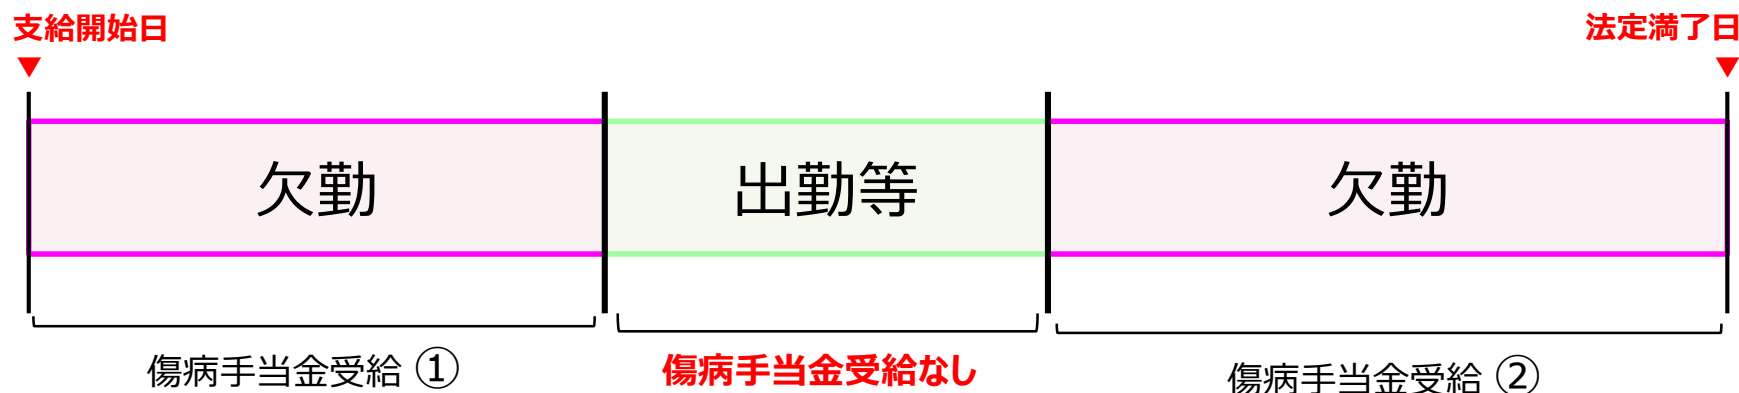 支給開始日
法定満了日
▼
▼
欠勤
出勤等
欠勤
傷病手当金受給 ①
傷病手当金受給なし
傷病手当金受給 ②